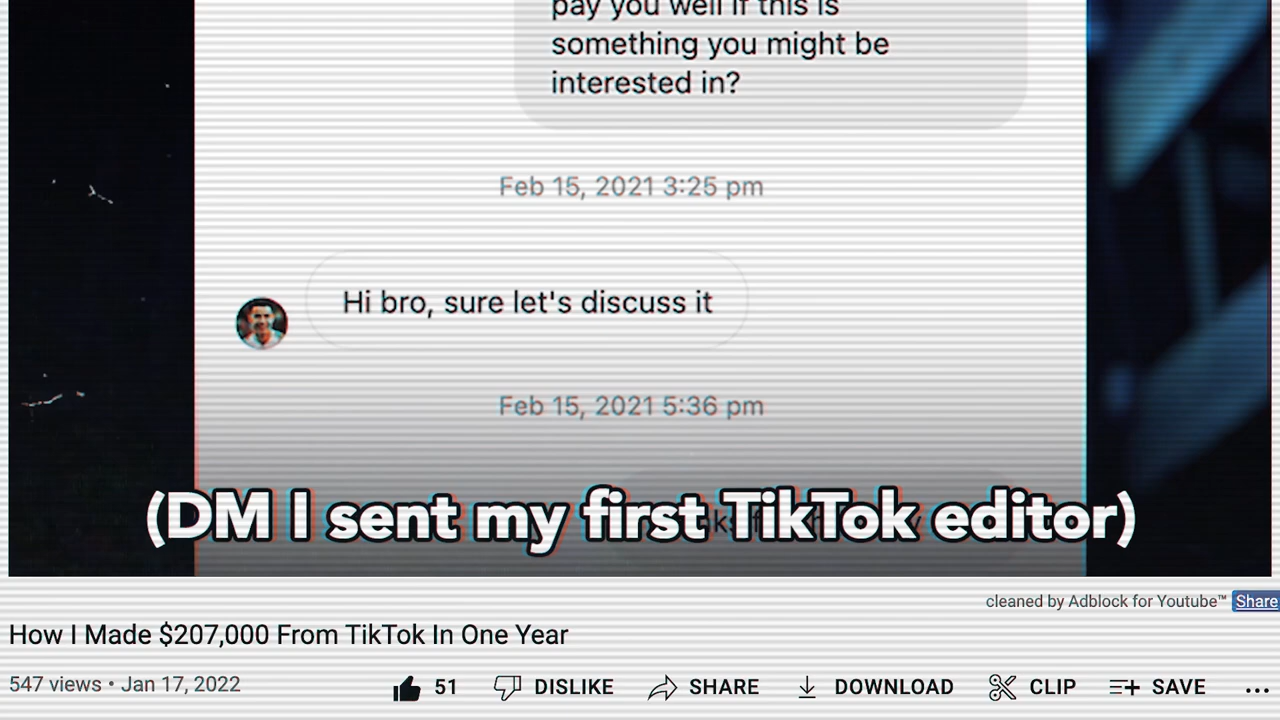 pay you well if this is
something you might be
interested in?
Feb 15, 2021 3:25 pm
Hi bro, sure let's discuss it
Feb 15, 2021 5:36 pm
(DM I sent my first TikTok editor)
cleaned by Adblock for Youtube™ Share
How I Made $207,000 From TikTok In One Year
547 views • Jan 17, 2022 51 DISLIKE SHARE DOWNLOAD CLIP SAVE ...